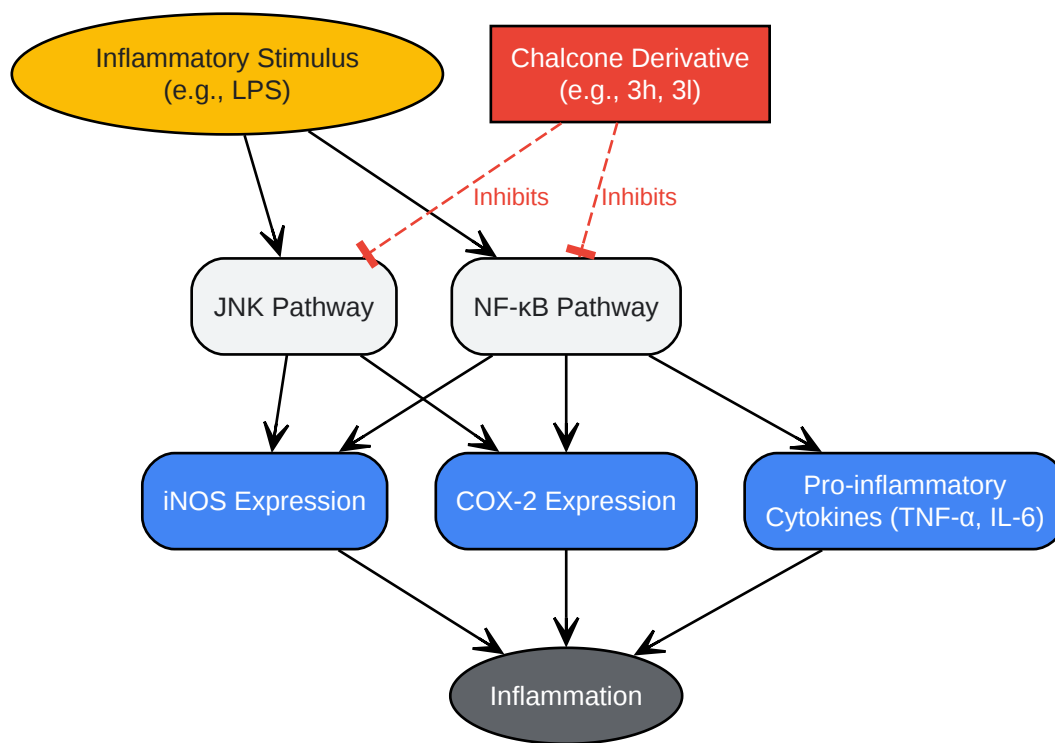 Inflammatory Stimulus
(e.g., LPS)
Chalcone Derivative
(e.g., 3h, 3l)
Inhibits
Inhibits
JNK Pathway
NF-κB Pathway
iNOS Expression
COX-2 Expression
Pro-inflammatory
Cytokines (TNF-α, IL-6)
Inflammation